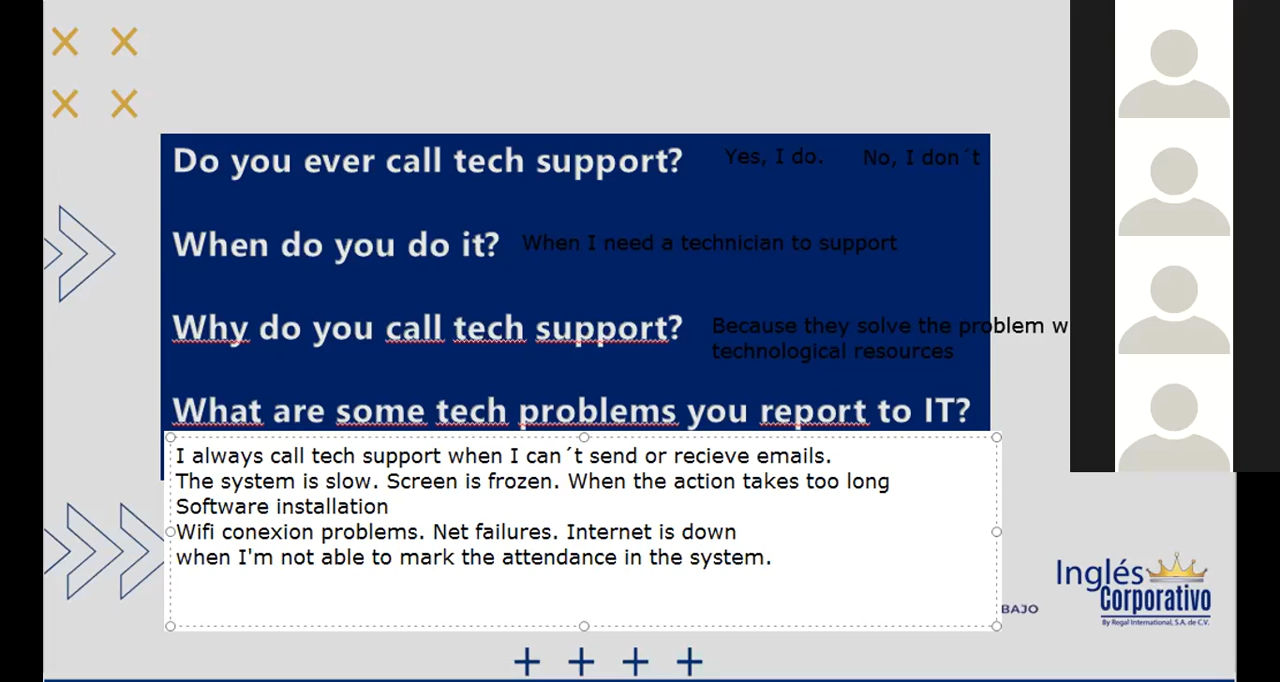 Do you ever call tech support? Yes, I do. No, I don´t
When do you do it? When I need a technician to support
Why do you call tech support? Because they solve the problem w
technological resources
What are some tech problems you report to IT?
I always call tech support when I can´t send or recieve emails.
The system is slow. Screen is frozen. When the action takes too long
Software installation
Wifi conexion problems. Net failures. Internet is down
when I'm not able to mark the attendance in the system.
BAJO
Inglés
Corporativo
By Regal International, S.A. de C.V.